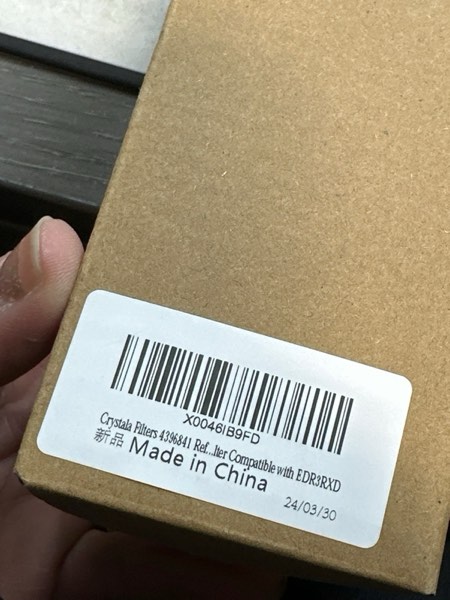 X0046IB9FD
Crystala Filters 4396841 Ref...lter Compatible with EDR3RXD
新品 Made in China
24/03/30